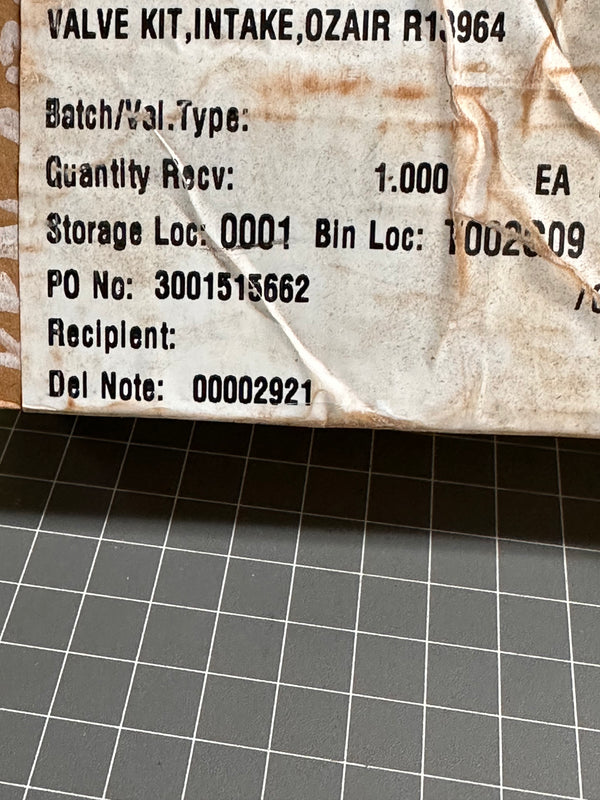 VALVE KIT,INTAKE,OZAIR R13964
Batch/Val.Type:
Quantity Recv: 1.000 EA
Storage Loc: 0001 Bin Loc:
PO No: 3001515662
Recipient:
Del Note: 00002921